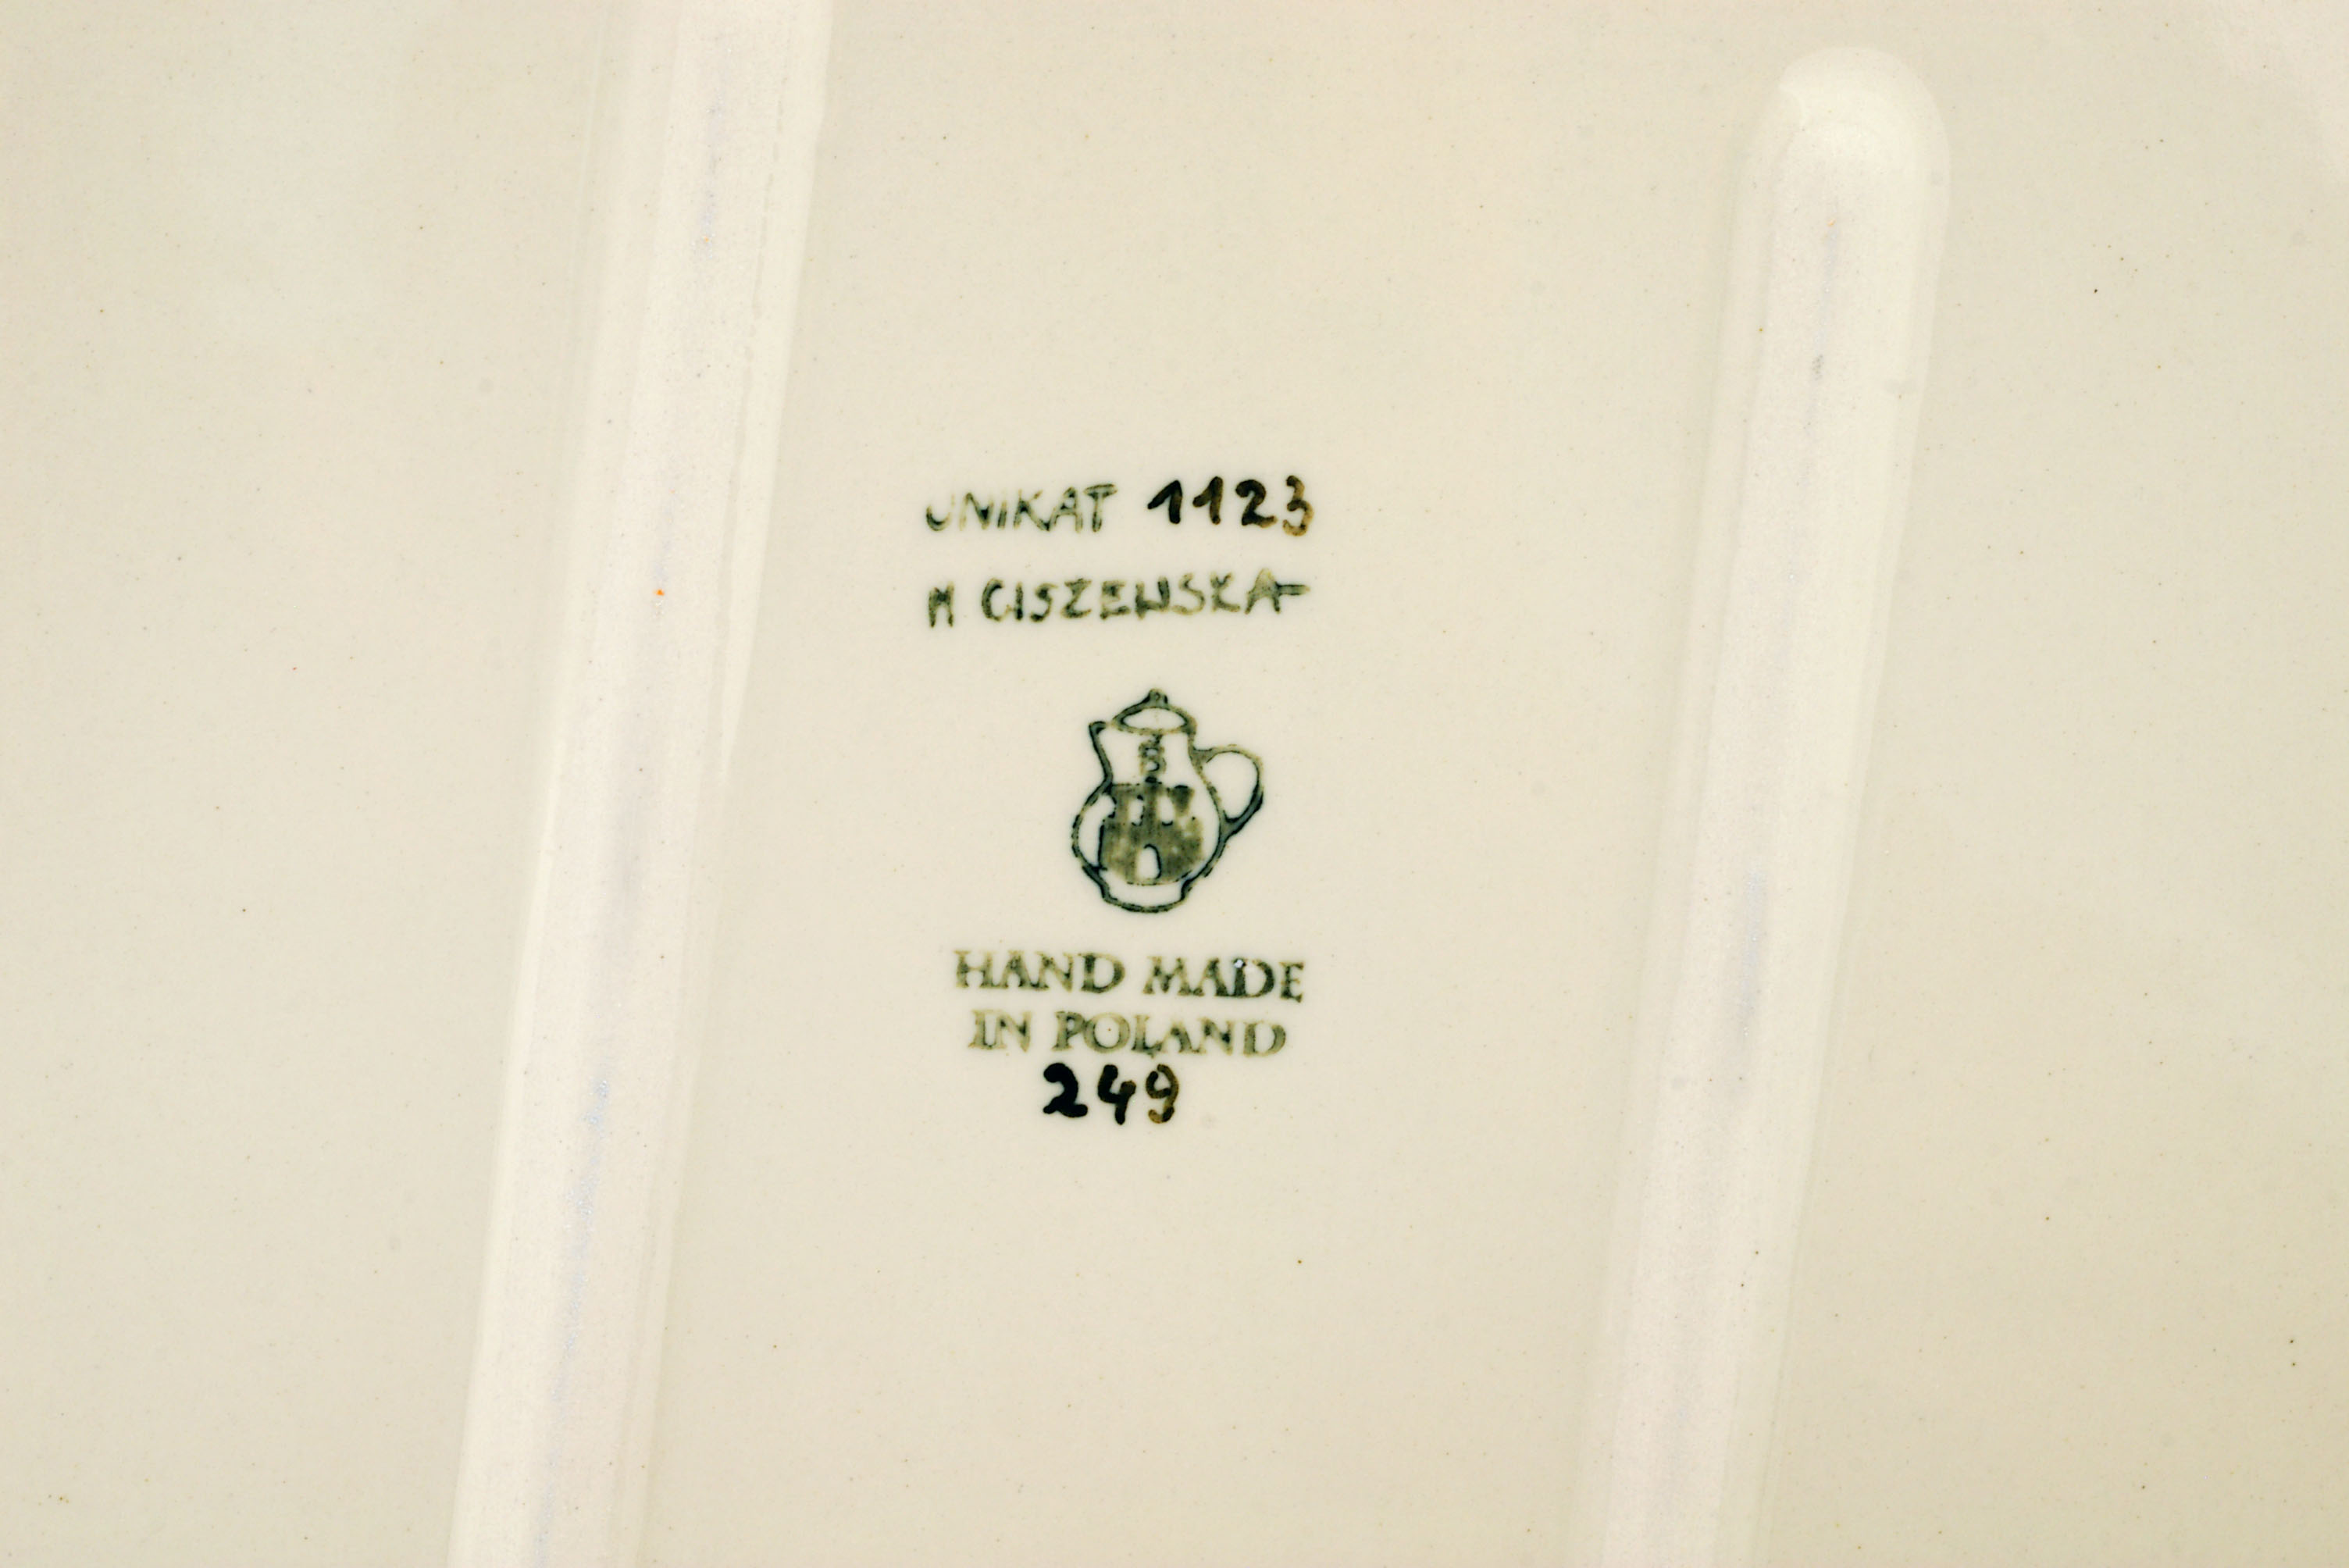 UNIKAT 1123
M CISZEWSKA
B
HAND MADE
IN POLAND
249